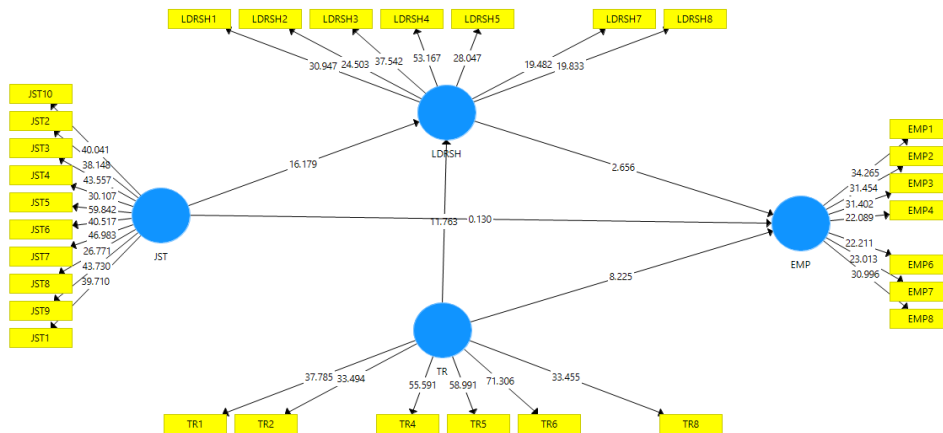 LDRSH1 LDRSH2 LDRSH3 LDRSH4 LDRSH5 LDRSH7 LDRSH8
30.947 24.503 37.542 53.167 28.047 19.482 19.833
JST10
JST2
JST3
JST4
JST5
JST6
JST7
JST8
JST9
JST1
40.041
38.148
43.557
30.107
59.842
40.517
46.983
26.771
43.730
39.710
JST
16.179
LDRSH
2.656
11.763
0.130
8.225
EMP
34.265
31.454
31.402
22.089
22.211
23.013
30.996
EMP1
EMP2
EMP3
EMP4
EMP6
EMP7
EMP8
TR
37.785 33.494 55.591 58.991 71.306 33.455
TR1 TR2 TR4 TR5 TR6 TR8